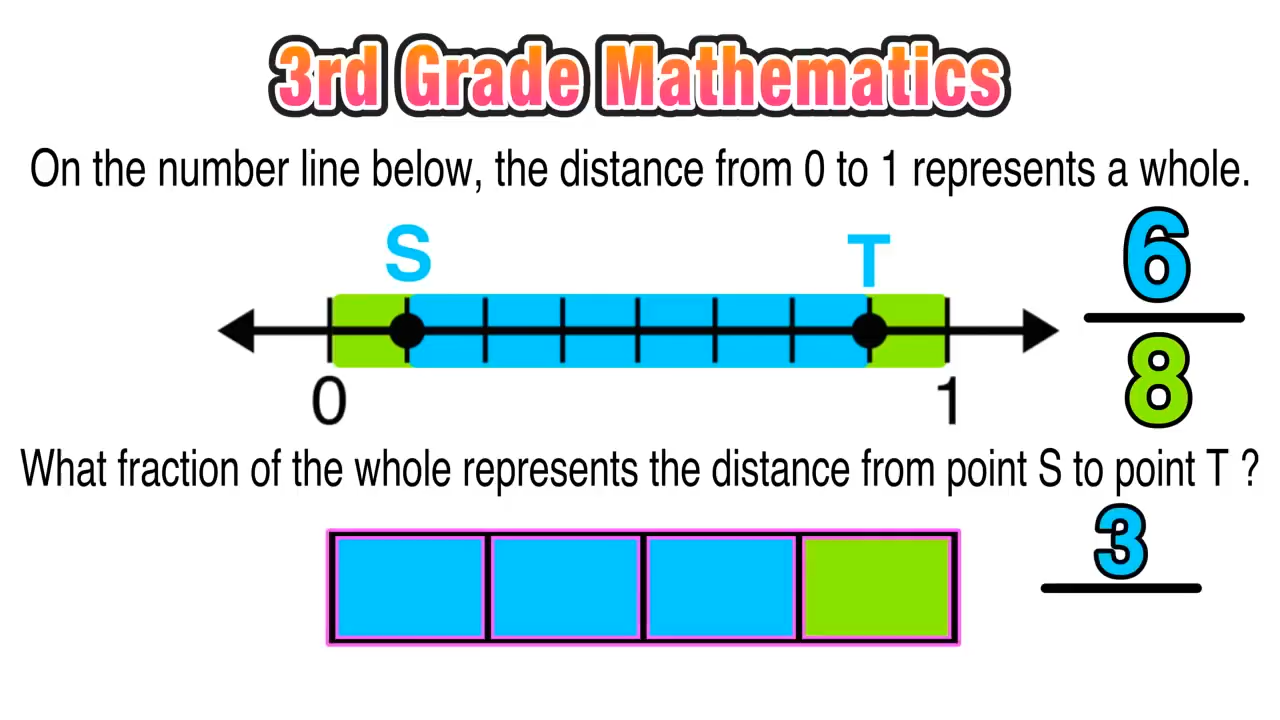 3rd Grade Mathematics
On the number line below, the distance from 0 to 1 represents a whole.
S T
6
8
0 1
What fraction of the whole represents the distance from point S to point T ?
3